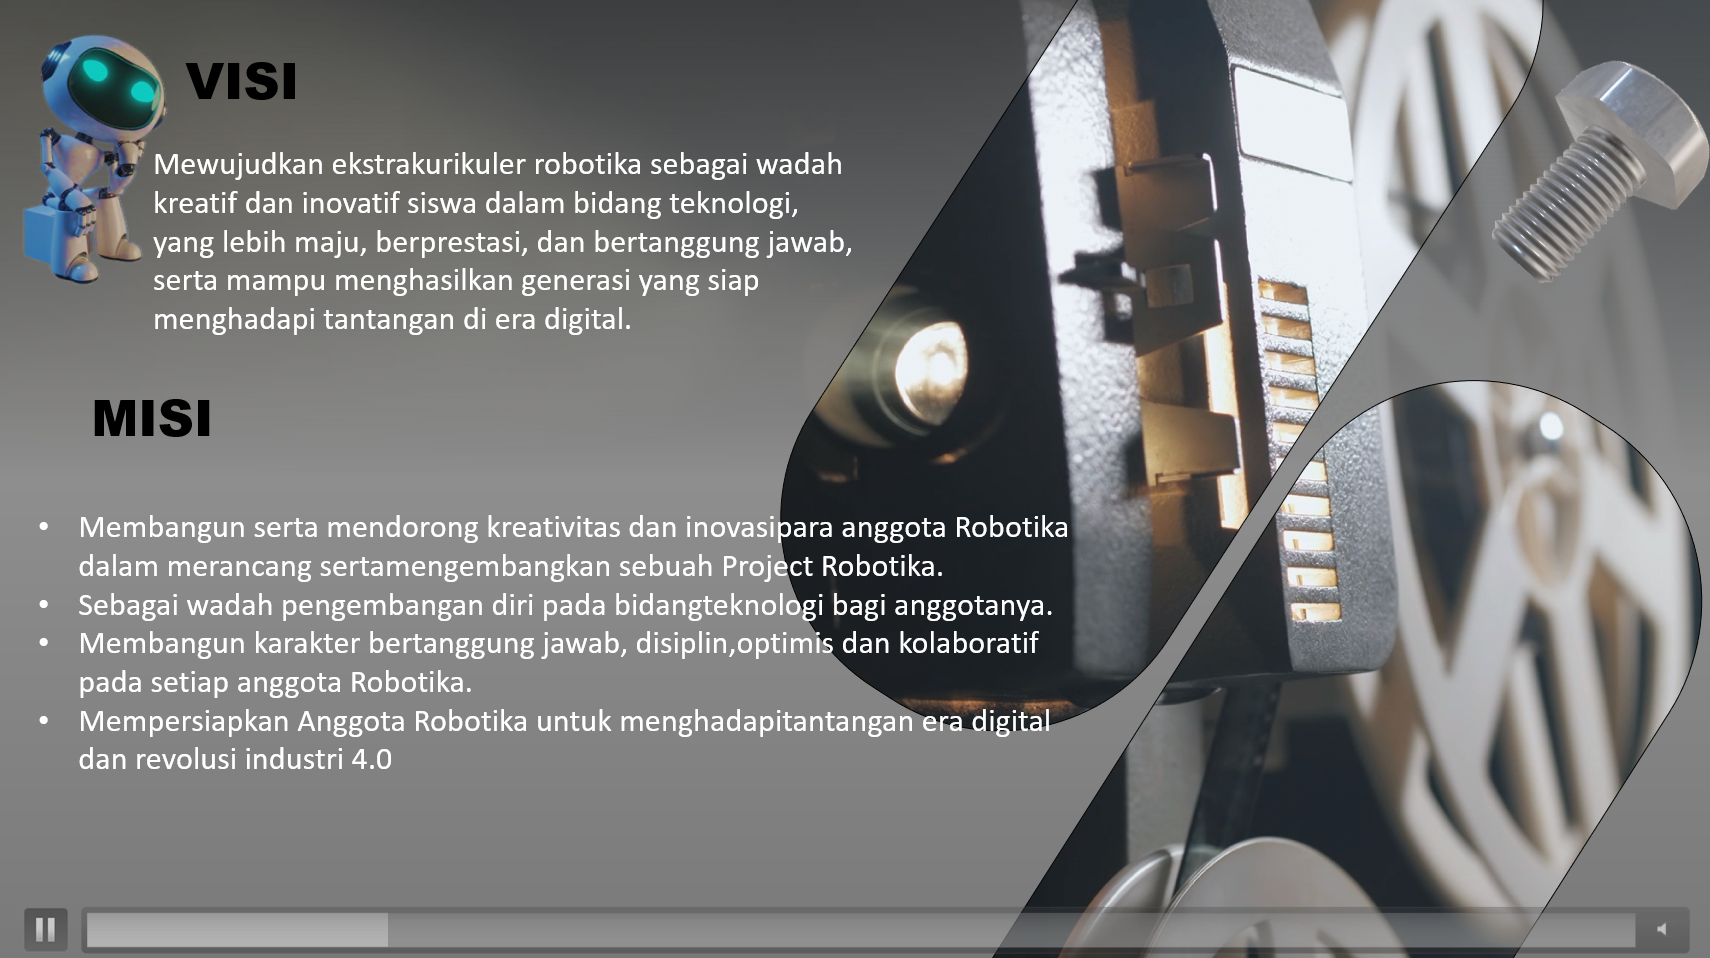 VISI
Mewujudkan ekstrakurikuler robotika sebagai wadah
kreatif dan inovatif siswa dalam bidang teknologi,
yang lebih maju, berprestasi, dan bertanggung jawab,
serta mampu menghasilkan generasi yang siap
menghadapi tantangan di era digital.
MISI
• Membangun serta mendorong kreativitas dan inovasipara anggota Robotika
dalam merancang sertamengembangkan sebuah Project Robotika.
• Sebagai wadah pengembangan diri pada bidangteknologi bagi anggotanya.
• Membangun karakter bertanggung jawab, disiplin,optimis dan kolaboratif
pada setiap anggota Robotika.
• Mempersiapkan Anggota Robotika untuk menghadapitantangan era digital
dan revolusi industri 4.0